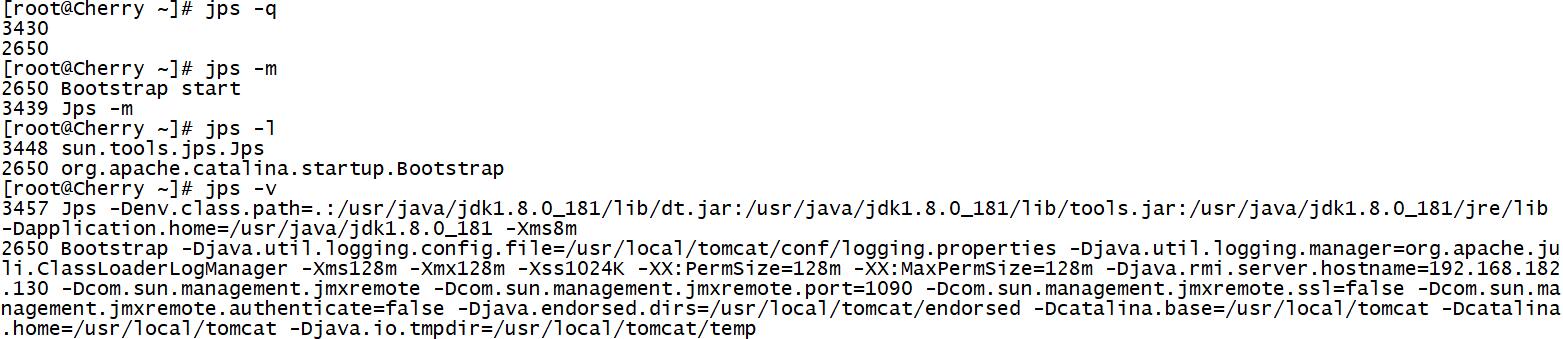 [root@Cherry ~]# jps -q
3430
2650
[root@Cherry ~]# jps -m
2650 Bootstrap start
3439 Jps -m
[root@Cherry ~]# jps -l
3448 sun.tools.jps.Jps
2650 org.apache.catalina.startup.Bootstrap
[root@Cherry ~]# jps -v
3457 Jps -Denv.class.path=.:/usr/java/jdk1.8.0_181/lib/dt.jar:/usr/java/jdk1.8.0_181/lib/tools.jar:/usr/java/jdk1.8.0_181/jre/lib
-Dapplication.home=/usr/java/jdk1.8.0_181 -Xms8m
2650 Bootstrap -Djava.util.logging.config.file=/usr/local/tomcat/conf/logging.properties -Djava.util.logging.manager=org.apache.ju
li.ClassLoaderLogManager -Xms128m -Xmx128m -Xss1024K -XX:PermSize=128m -XX:MaxPermSize=128m -Djava.rmi.server.hostname=192.168.182
.130 -Dcom.sun.management.jmxremote -Dcom.sun.management.jmxremote.port=1090 -Dcom.sun.management.jmxremote.ssl=false -Dcom.sun.ma
nagement.jmxremote.authenticate=false -Djava.endorsed.dirs=/usr/local/tomcat/endorsed -Dcatalina.base=/usr/local/tomcat -Dcatalina
.home=/usr/local/tomcat -Djava.io.tmpdir=/usr/local/tomcat/temp